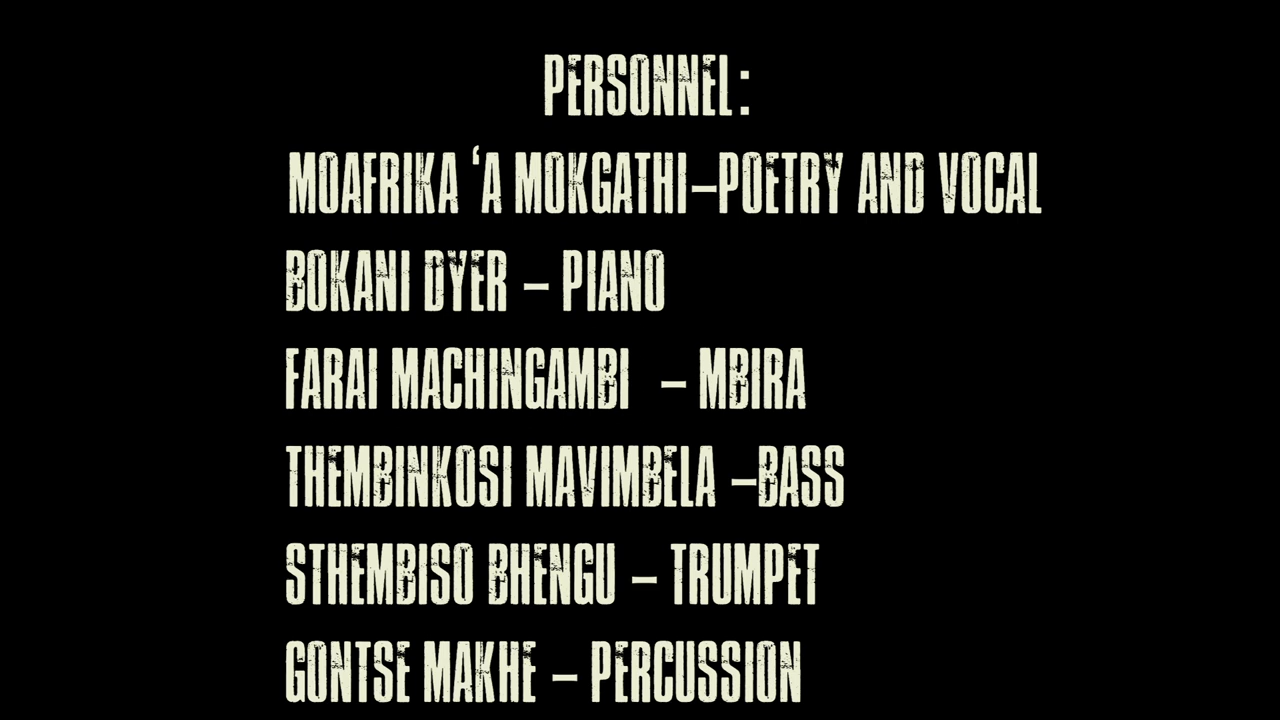 PERSONNEL:
MOAFRIKA ‘A MOKGATHI–POETRY AND VOCAL
BOKANI DYER – PIANO
FARAI MACHINGAMBI – MBIRA
THEMBINKOSI MAVIMBELA –BASS
STHEMBISO BHENGU – TRUMPET
GONTSE MAKHE – PERCUSSION